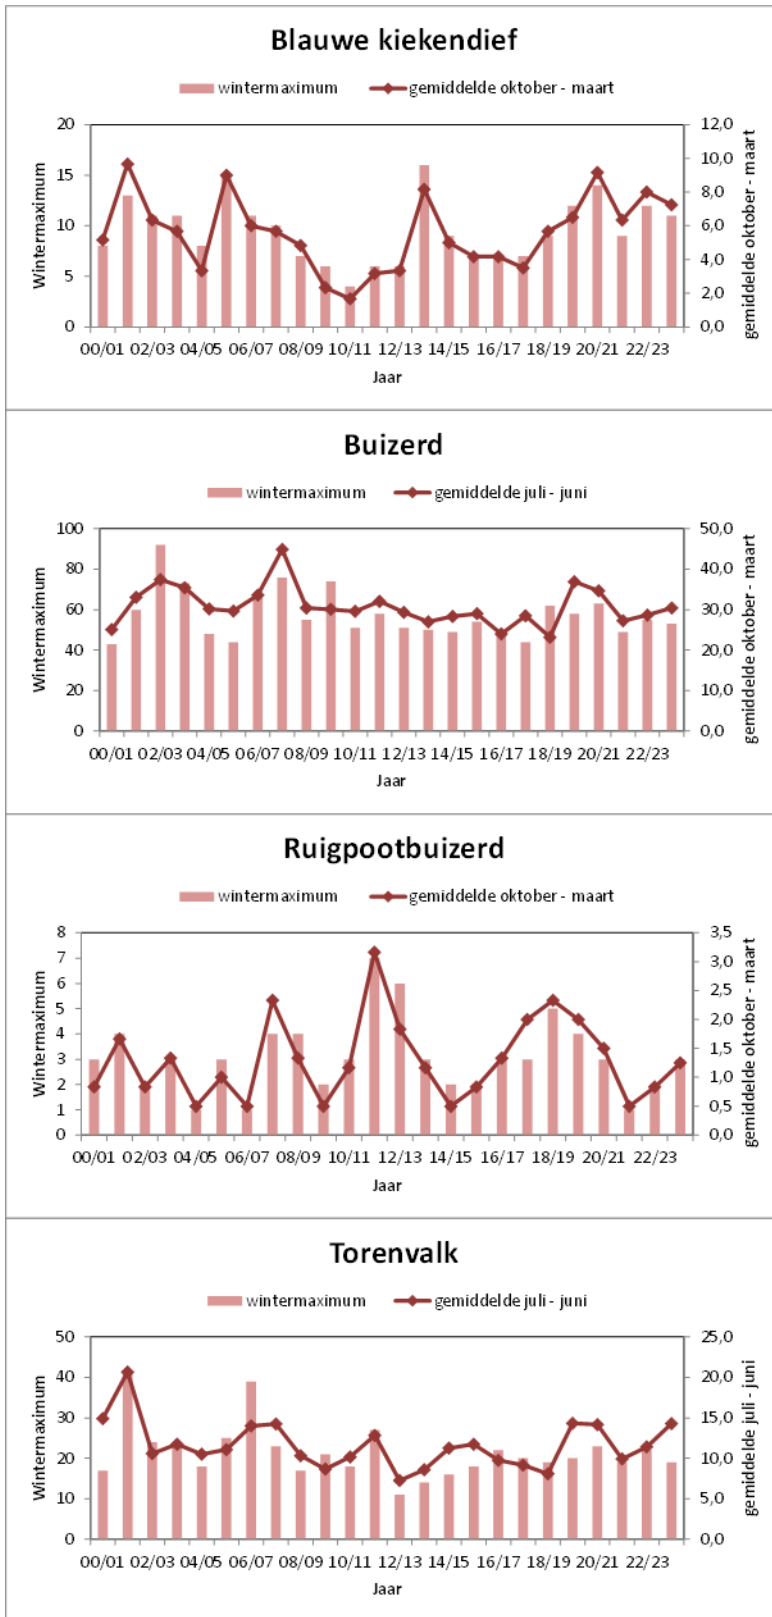 Blauwe kiekendief
wintermaximum gemiddelde oktober - maart
20 12,0
10,0
15
8,0
10 6,0
4,0
5
2,0
0 0,0
Wintermaximum
gemiddelde oktober - maart
00/01 02/03 04/05 06/07 08/09 10/11 12/13 14/15 16/17 18/19 20/21 22/23
Jaar
Buizerd
wintermaximum gemiddelde juli - juni
100 50,0
80 40,0
60 30,0
40 20,0
20 10,0
0 0,0
Wintermaximum
gemiddelde oktober - maart
00/01 02/03 04/05 06/07 08/09 10/11 12/13 14/15 16/17 18/19 20/21 22/23
Jaar
Ruigpootbuizerd
wintermaximum gemiddelde oktober - maart
8 3,5
7 3,0
6 2,5
5 2,0
4
3 1,5
2 1,0
1 0,5
0 0,0
Wintermaximum
gemiddelde oktober - maart
00/01 02/03 04/05 06/07 08/09 10/11 12/13 14/15 16/17 18/19 20/21 22/23
Jaar
Torenvalk
wintermaximum gemiddelde juli - juni
50 25,0
40 20,0
30 15,0
20 10,0
10 5,0
0 0,0
Wintermaximum
gemiddelde juli - juni
00/01 02/03 04/05 06/07 08/09 10/11 12/13 14/15 16/17 18/19 20/21 22/23
Jaar